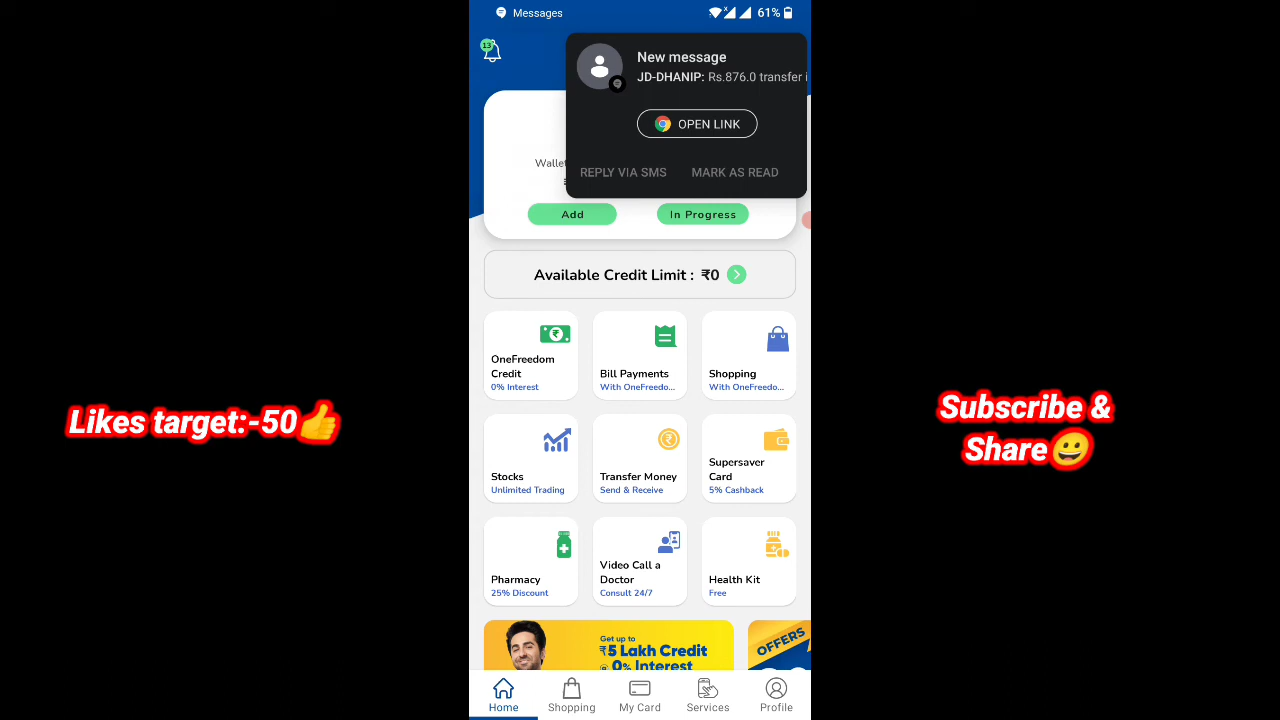 Messages
61%
13
New message
JD-DHANIP: Rs.876.0 transfer
OPEN LINK
REPLY VIA SMS MARK AS READ
Wallet
Add In Progress
Available Credit Limit : ₹0
OneFreedom
Credit
0% Interest
Bill Payments
With OneFreedo...
Shopping
With OneFreedo...
Stocks
Unlimited Trading
Transfer Money
Send & Receive
Supersaver
Card
5% Cashback
Pharmacy
25% Discount
Video Call a
Doctor
Consult 24/7
Health Kit
Free
Get up to
₹5 Lakh Credit
@ 0% Interest
OFFERS
Home Shopping My Card Services Profile
Likes target:-50👍
Subscribe &
Share😀